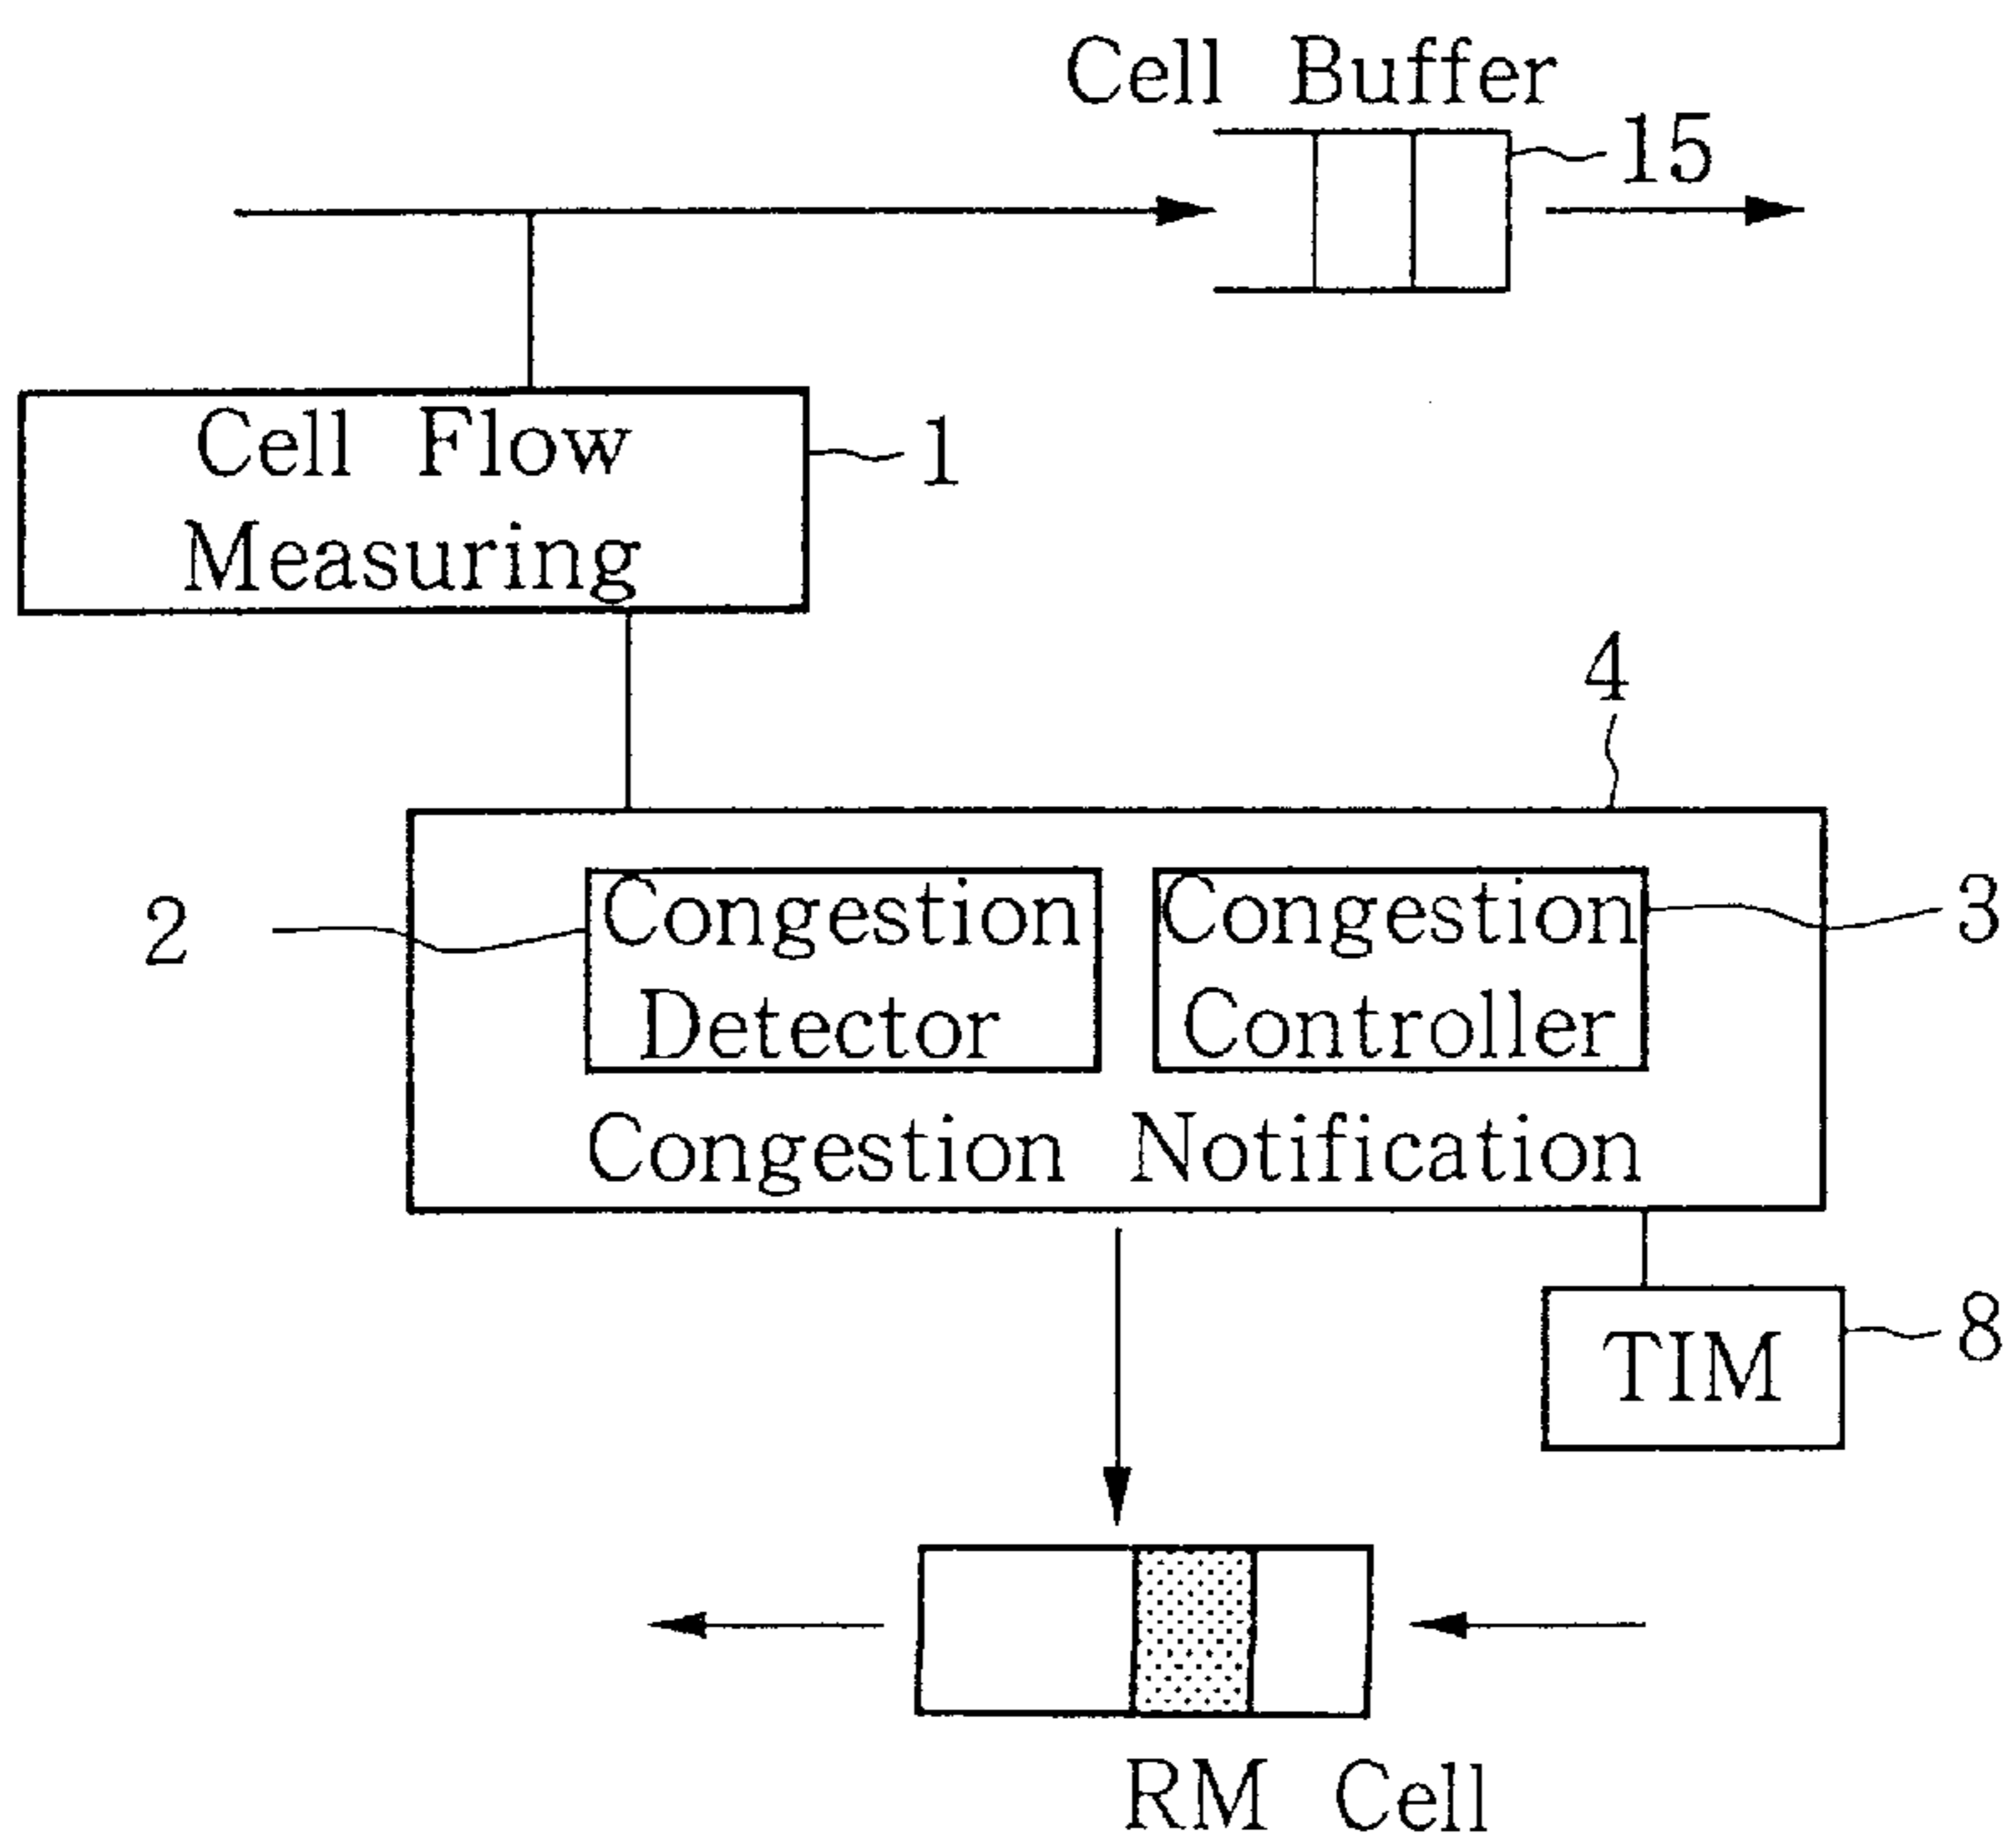 Cell Buffer
15
Cell Flow
Measuring
1
4
2
Congestion
Detector
Congestion
Controller
3
Congestion Notification
TIM
8
RM Cell